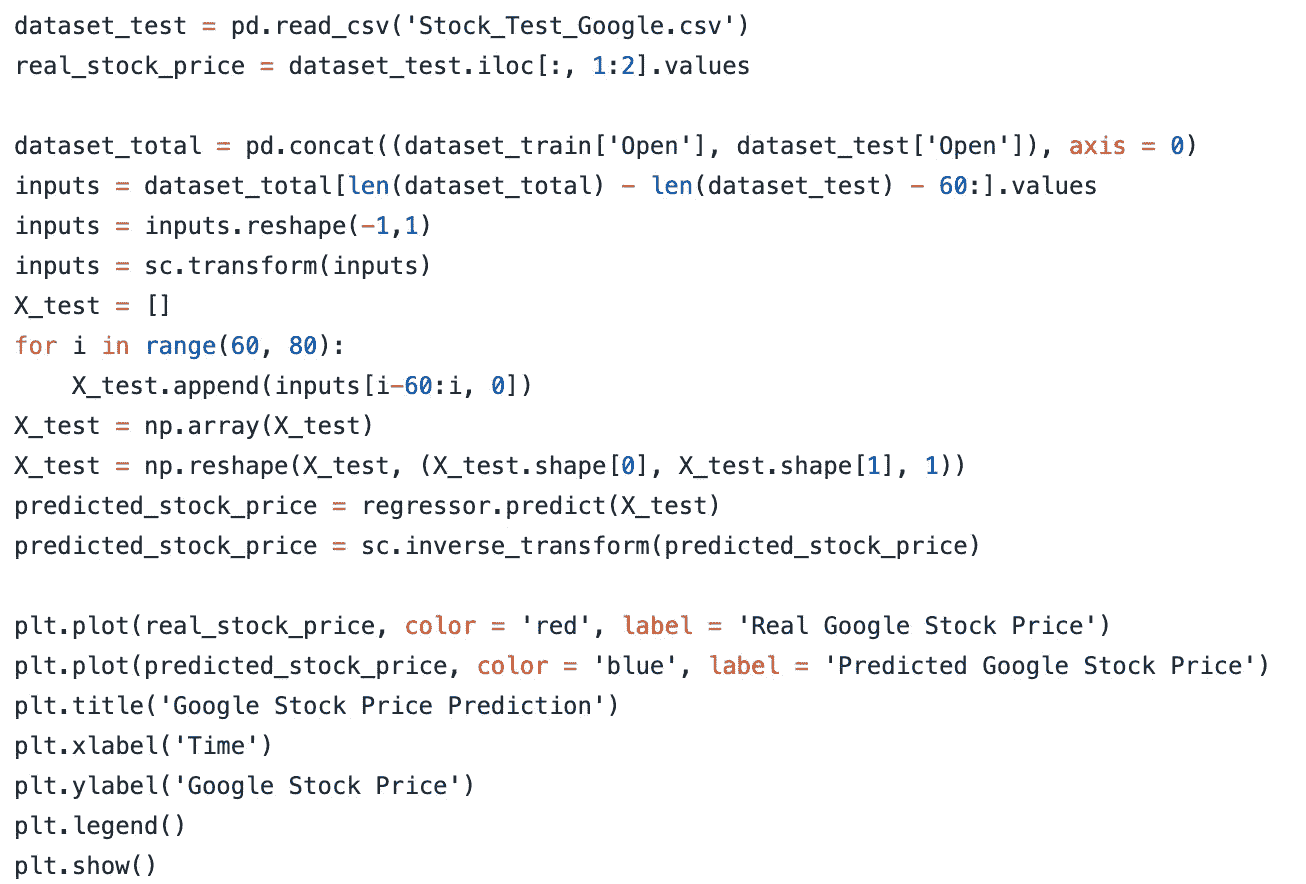 dataset_test = pd.read_csv('Stock_Test_Google.csv')
real_stock_price = dataset_test.iloc[:, 1:2].values
dataset_total = pd.concat((dataset_train['Open'], dataset_test['Open']), axis = 0)
inputs = dataset_total[len(dataset_total) - len(dataset_test) - 60:].values
inputs = inputs.reshape(-1,1)
inputs = sc.transform(inputs)
X_test = []
for i in range(60, 80):
    X_test.append(inputs[i-60:i, 0])
X_test = np.array(X_test)
X_test = np.reshape(X_test, (X_test.shape[0], X_test.shape[1], 1))
predicted_stock_price = regressor.predict(X_test)
predicted_stock_price = sc.inverse_transform(predicted_stock_price)
plt.plot(real_stock_price, color = 'red', label = 'Real Google Stock Price')
plt.plot(predicted_stock_price, color = 'blue', label = 'Predicted Google Stock Price')
plt.title('Google Stock Price Prediction')
plt.xlabel('Time')
plt.ylabel('Google Stock Price')
plt.legend()
plt.show()